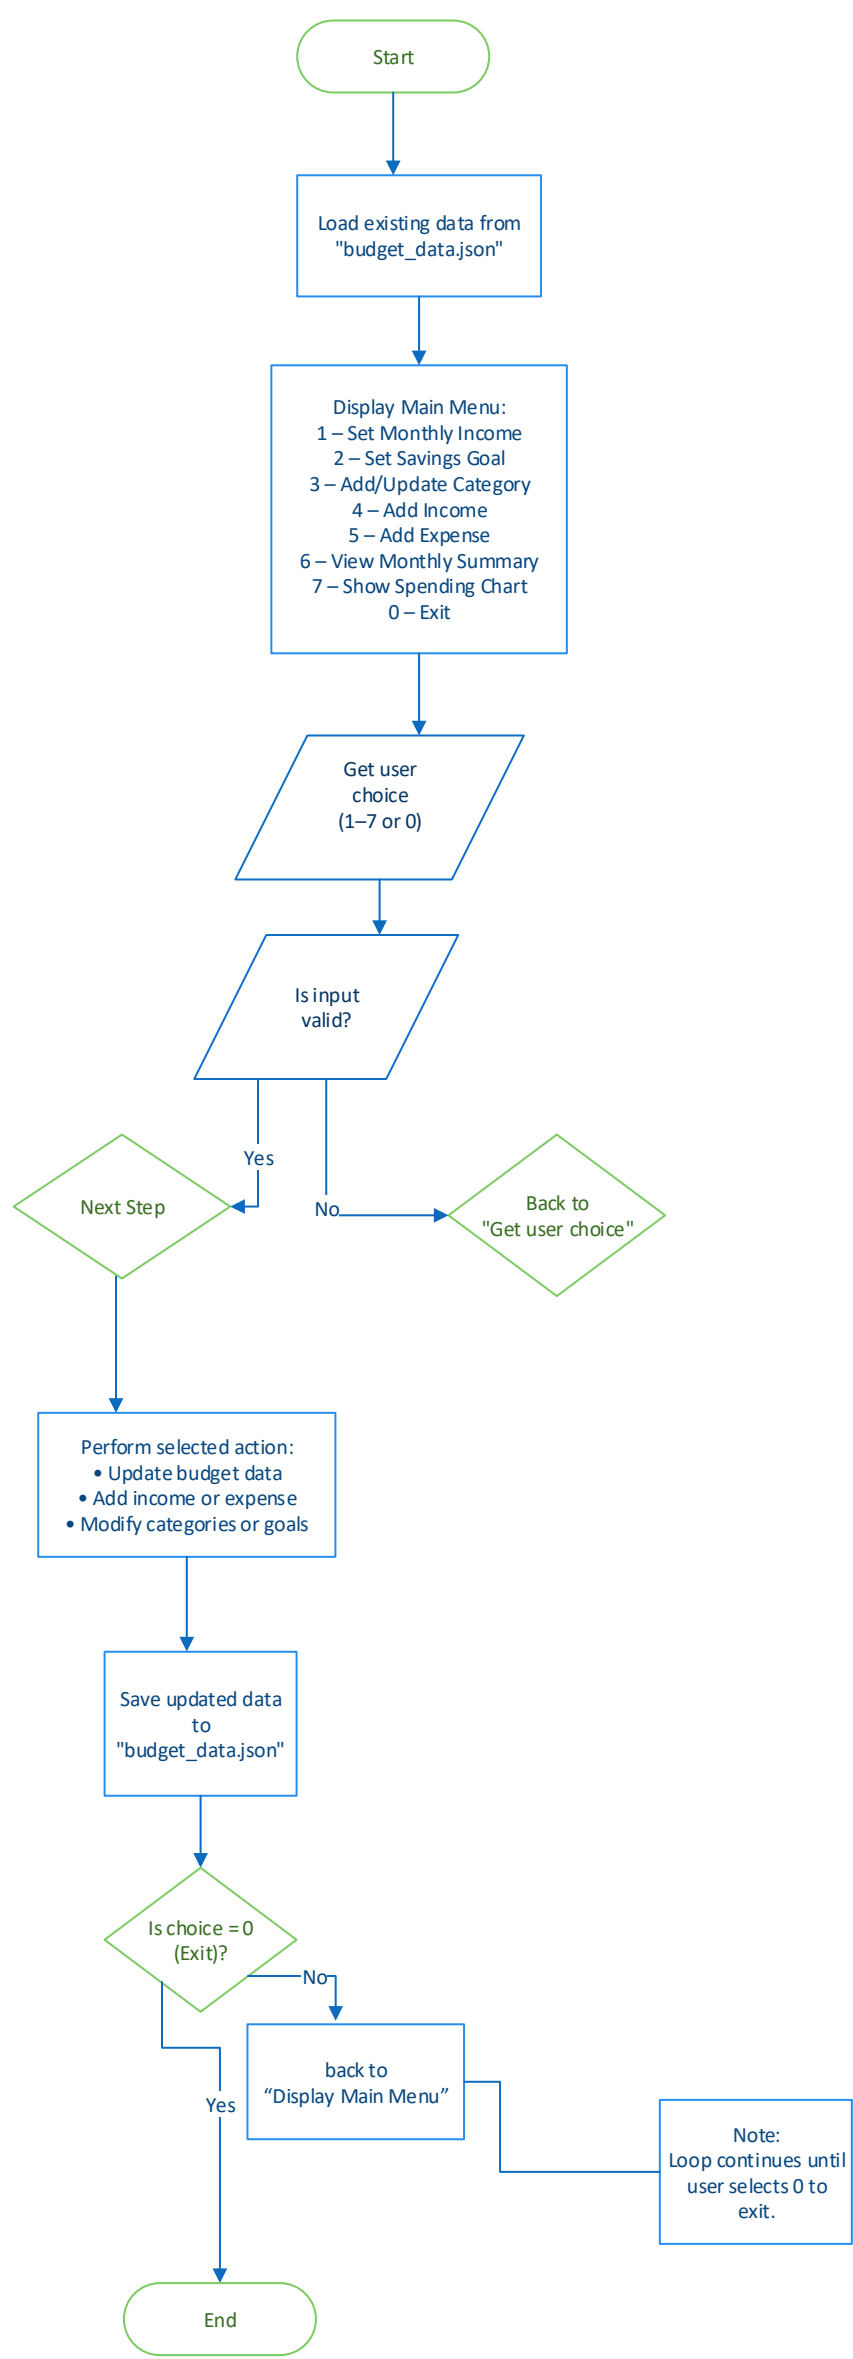 Start
Load existing data from
"budget_data.json"
Display Main Menu:
1 – Set Monthly Income
2 – Set Savings Goal
3 – Add/Update Category
4 – Add Income
5 – Add Expense
6 – View Monthly Summary
7 – Show Spending Chart
0 – Exit
Get user
choice
(1–7 or 0)
Is input
valid?
Yes
No
Next Step
Back to
"Get user choice"
Perform selected action:
• Update budget data
• Add income or expense
• Modify categories or goals
Save updated data
to
"budget_data.json"
Is choice = 0
(Exit)?
No
back to
“Display Main Menu”
Yes
Note:
Loop continues until
user selects 0 to
exit.
End